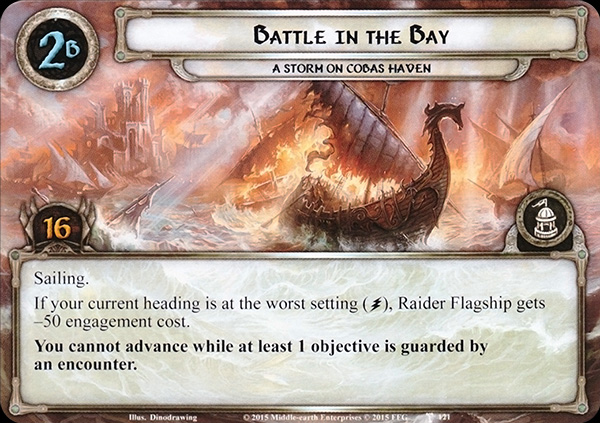 2B
BATTLE IN THE BAY
A STORM ON COBAS HAVEN
16
Sailing.
If your current heading is at the worst setting (), Raider Flagship gets
–50 engagement cost.
You cannot advance while at least 1 objective is guarded by
an encounter.
Illus. Dinodrawing © 2015 Middle-earth Enterprises © 2015 FFG 121